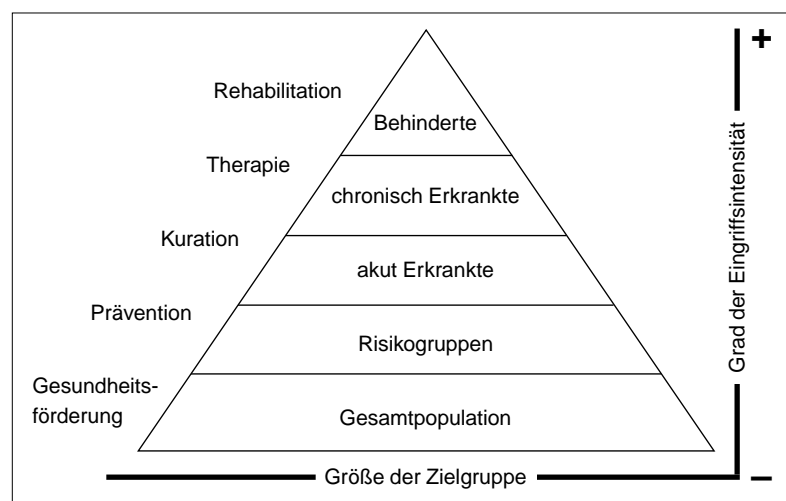 +
Rehabilitation
Behinderte
Therapie
chronisch Erkrankte
Kuration
akut Erkrankte
Prävention
Risikogruppen
Gesundheits-
förderung
Gesamtpopulation
Grad der Eingriffsintensität
Größe der Zielgruppe
–